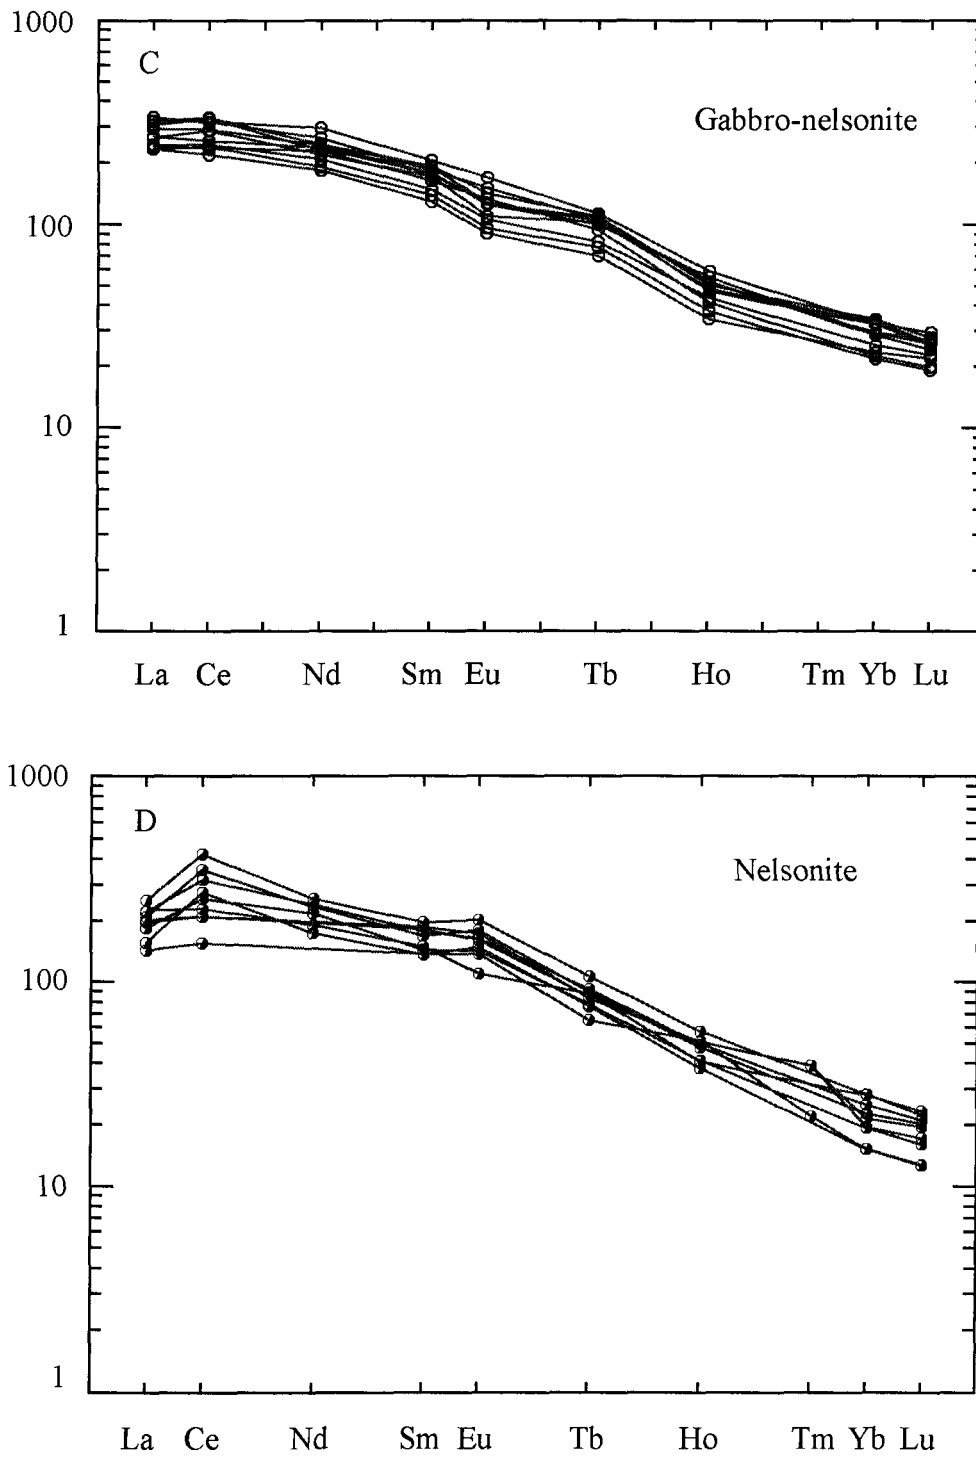 1000
C
Gabbro-nelsonite
100
10
1
La Ce Nd Sm Eu Tb Ho Tm Yb Lu
1000
D
Nelsonite
100
10
1
La Ce Nd Sm Eu Tb Ho Tm Yb Lu